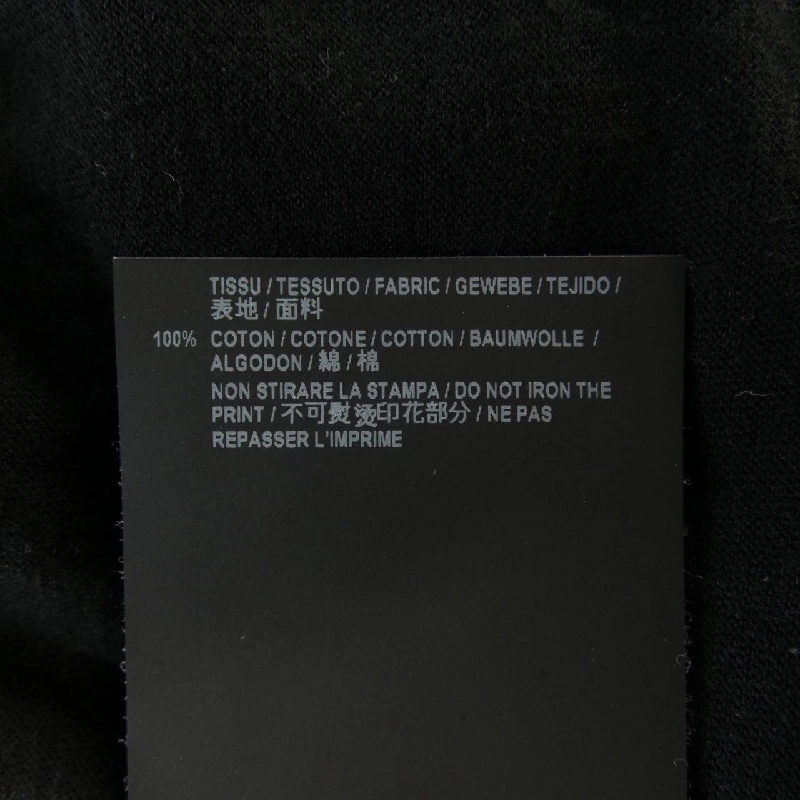 TISSU / TESSUTO / FABRIC / GEWEBE / TEJIDO /
表地 / 面料
100% COTON / COTONE / COTTON / BAUMWOLLE /
ALGODON / 綿 / 棉
NON STIRARE LA STAMPA / DO NOT IRON THE
PRINT / 不可熨烫印花部分 / NE PAS
REPASSER L'IMPRIME